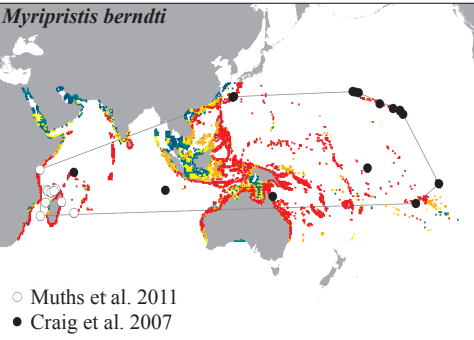 Myripristis berndti
Muths et al. 2011
Craig et al. 2007